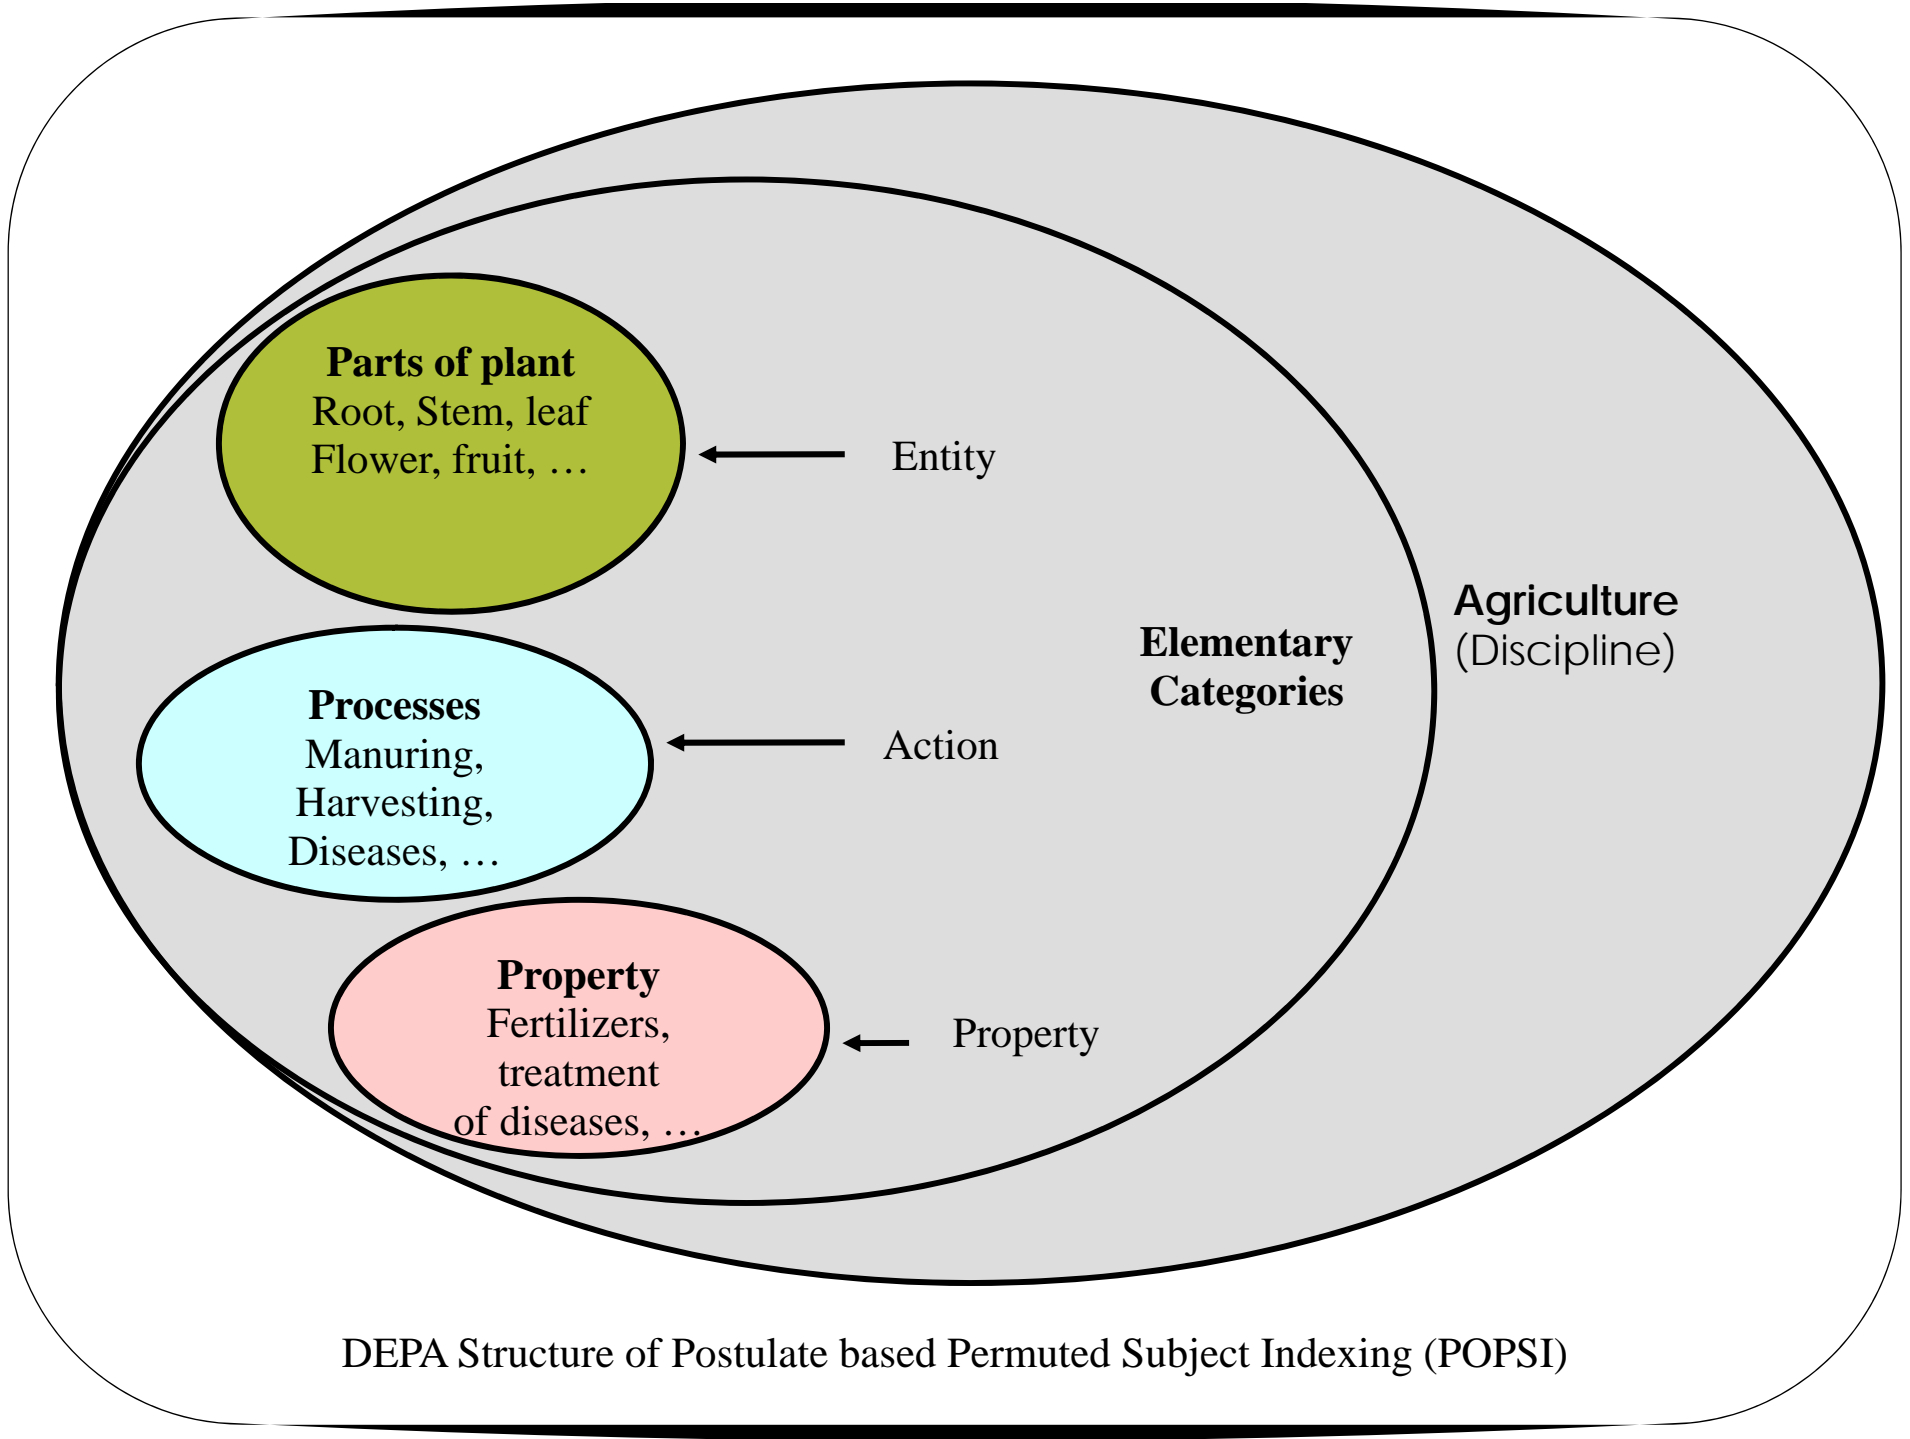 Parts of plant
Root, Stem, leaf
Flower, fruit, …
Entity
Agriculture
(Discipline)
Elementary
Categories
Processes
Manuring,
Harvesting,
Diseases, …
Action
Property
Fertilizers,
treatment
of diseases, …
Property
DEPA Structure of Postulate based Permuted Subject Indexing (POPSI)